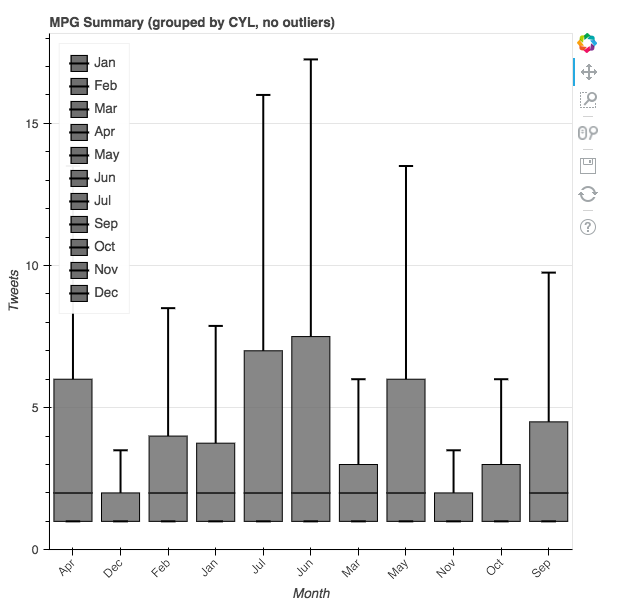 MPG Summary (grouped by CYL, no outliers)
Jan
Feb
Mar
Apr
May
Jun
Jul
Sep
Oct
Nov
Dec
15
10
5
0
Tweets
Apr
Dec
Feb
Jan
Jul
Jun
Mar
May
Nov
Oct
Sep
Month
?